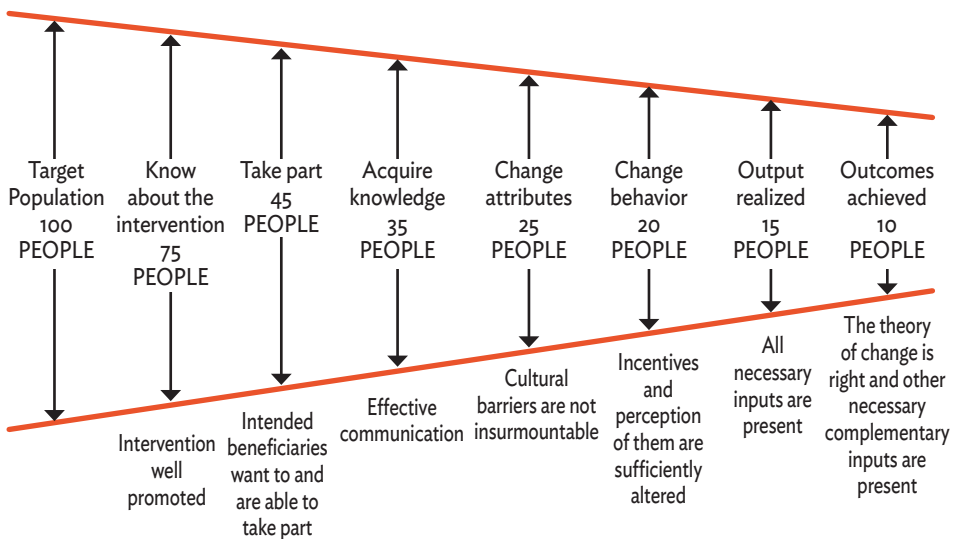 Target
Population
100
PEOPLE
Know
about the
intervention
75
PEOPLE
Take part
45
PEOPLE
Acquire
knowledge
35
PEOPLE
Change
attributes
25
PEOPLE
Change
behavior
20
PEOPLE
Output
realized
15
PEOPLE
Outcomes
achieved
10
PEOPLE
Intervention
well
promoted
Intended
beneficiaries
want to and
are able to
take part
Effective
communication
Cultural
barriers are not
insurmountable
Incentives
and
perception
of them are
sufficiently
altered
All
necessary
inputs are
present
The theory
of change is
right and other
necessary
complementary
inputs are
present